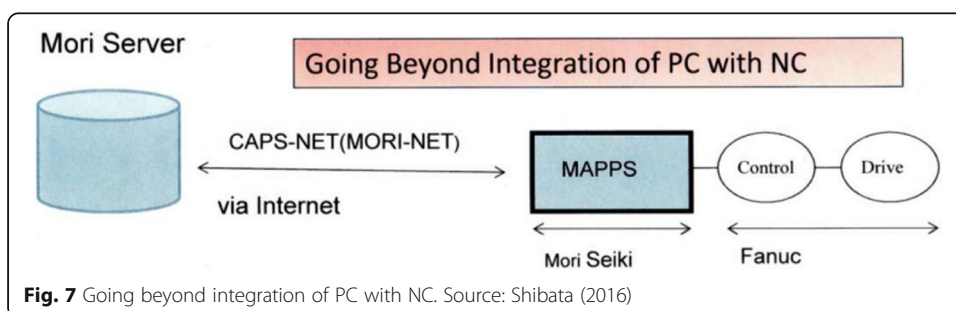 Mori Server
Going Beyond Integration of PC with NC
CAPS-NET(MORI-NET)
via Internet
MAPPS
Control
Drive
Mori Seiki
Fanuc
Fig. 7 Going beyond integration of PC with NC. Source: Shibata (2016)